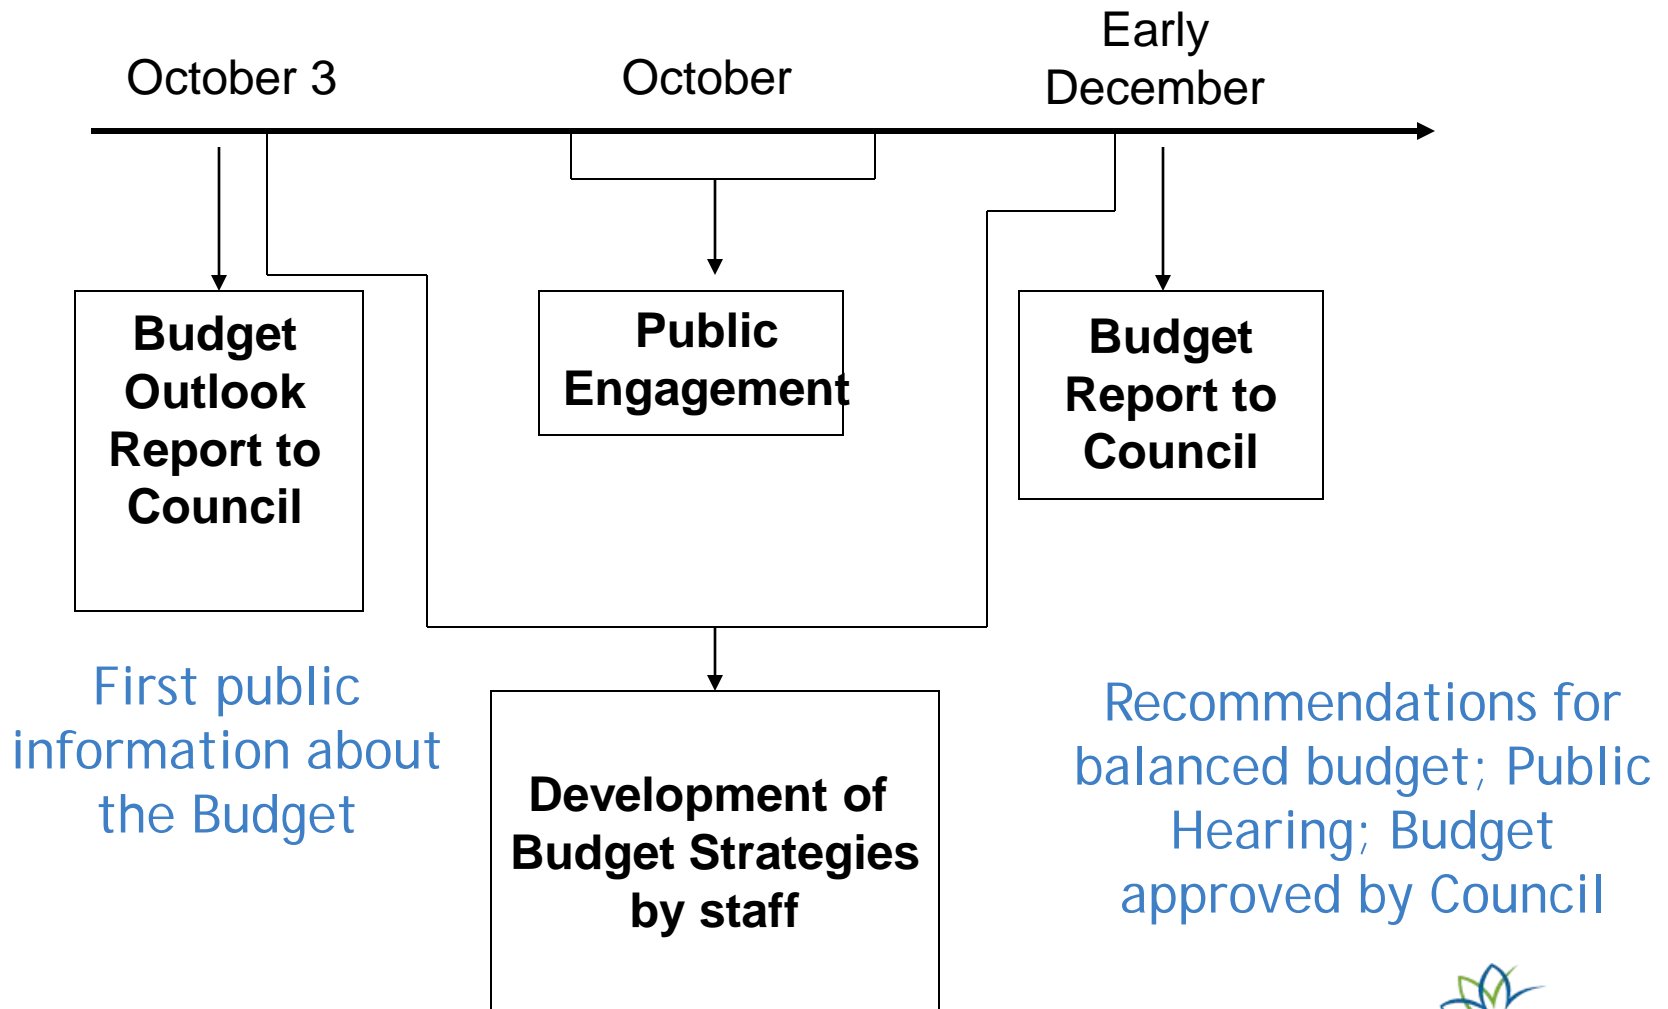 October 3
October
Early
December
Budget
Outlook
Report to
Council
Public
Engagement
Budget
Report to
Council
First public
information about
the Budget
Development of
Budget Strategies
by staff
Recommendations for
balanced budget; Public
Hearing; Budget
approved by Council